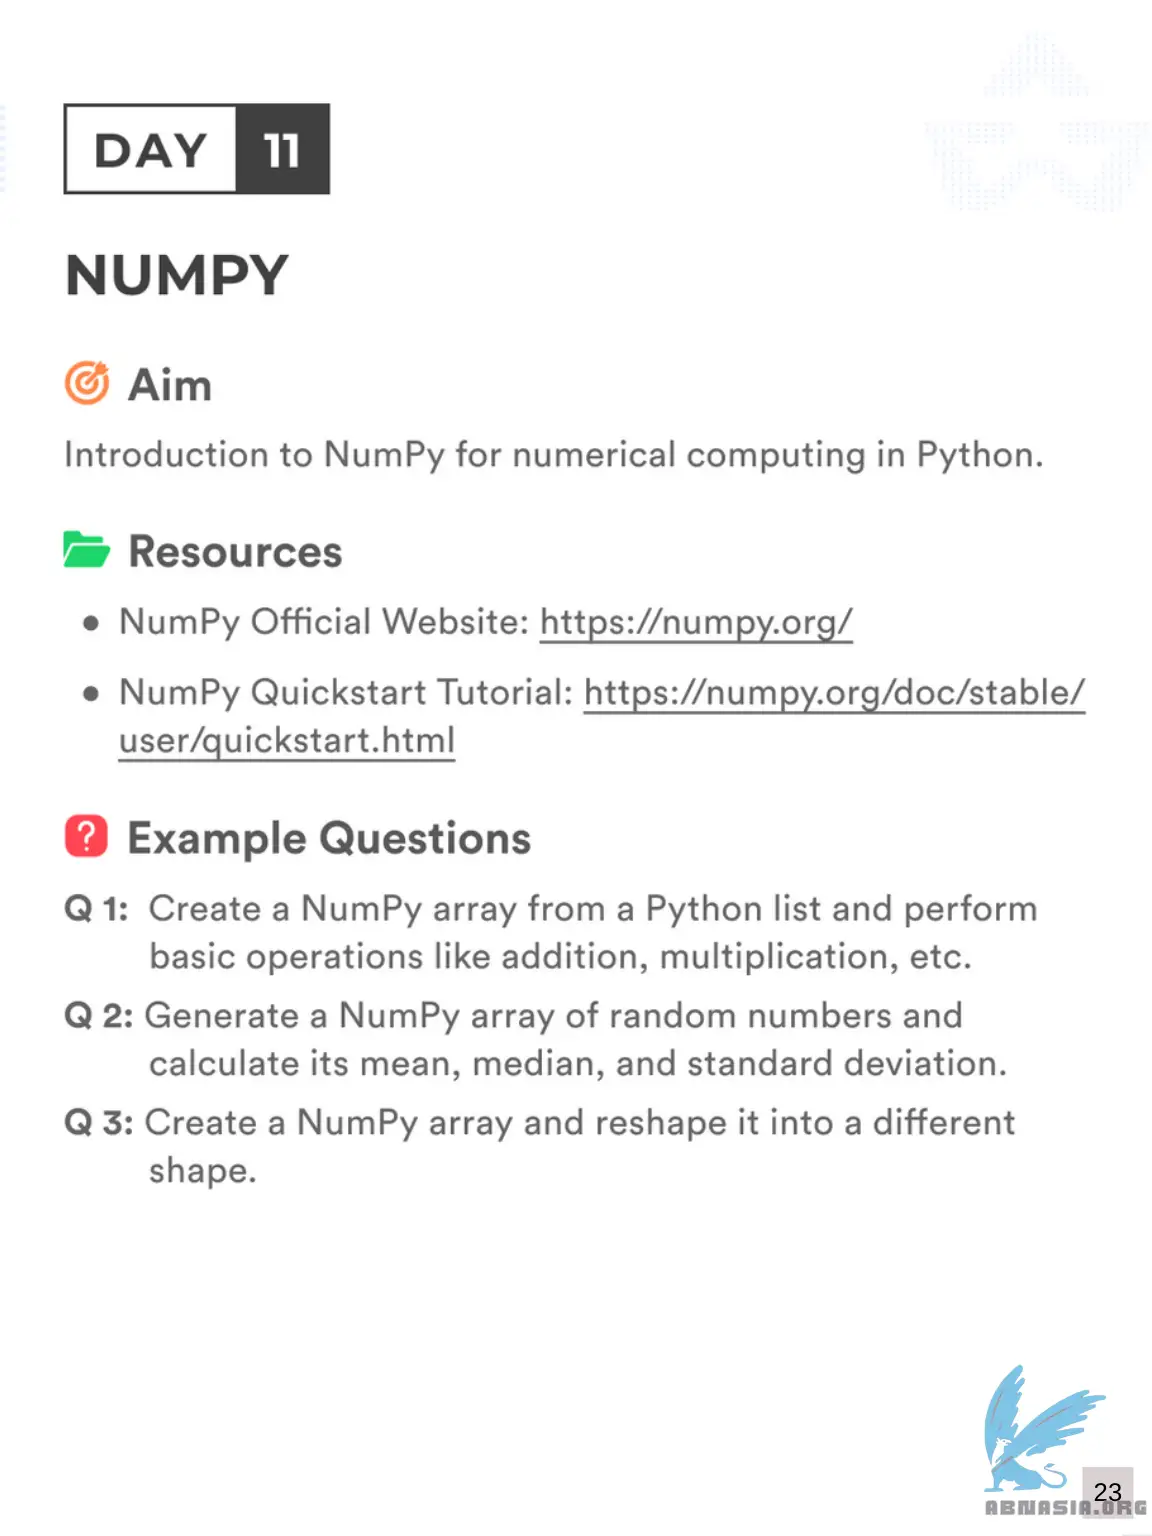 DAY 11
NUMPY
Aim
Introduction to NumPy for numerical computing in Python.
Resources
• NumPy Official Website: https://numpy.org/
• NumPy Quickstart Tutorial: https://numpy.org/doc/stable/
user/quickstart.html
? Example Questions
Q 1: Create a NumPy array from a Python list and perform
basic operations like addition, multiplication, etc.
Q 2: Generate a NumPy array of random numbers and
calculate its mean, median, and standard deviation.
Q 3: Create a NumPy array and reshape it into a different
shape.
23
ABNASIA.ORG